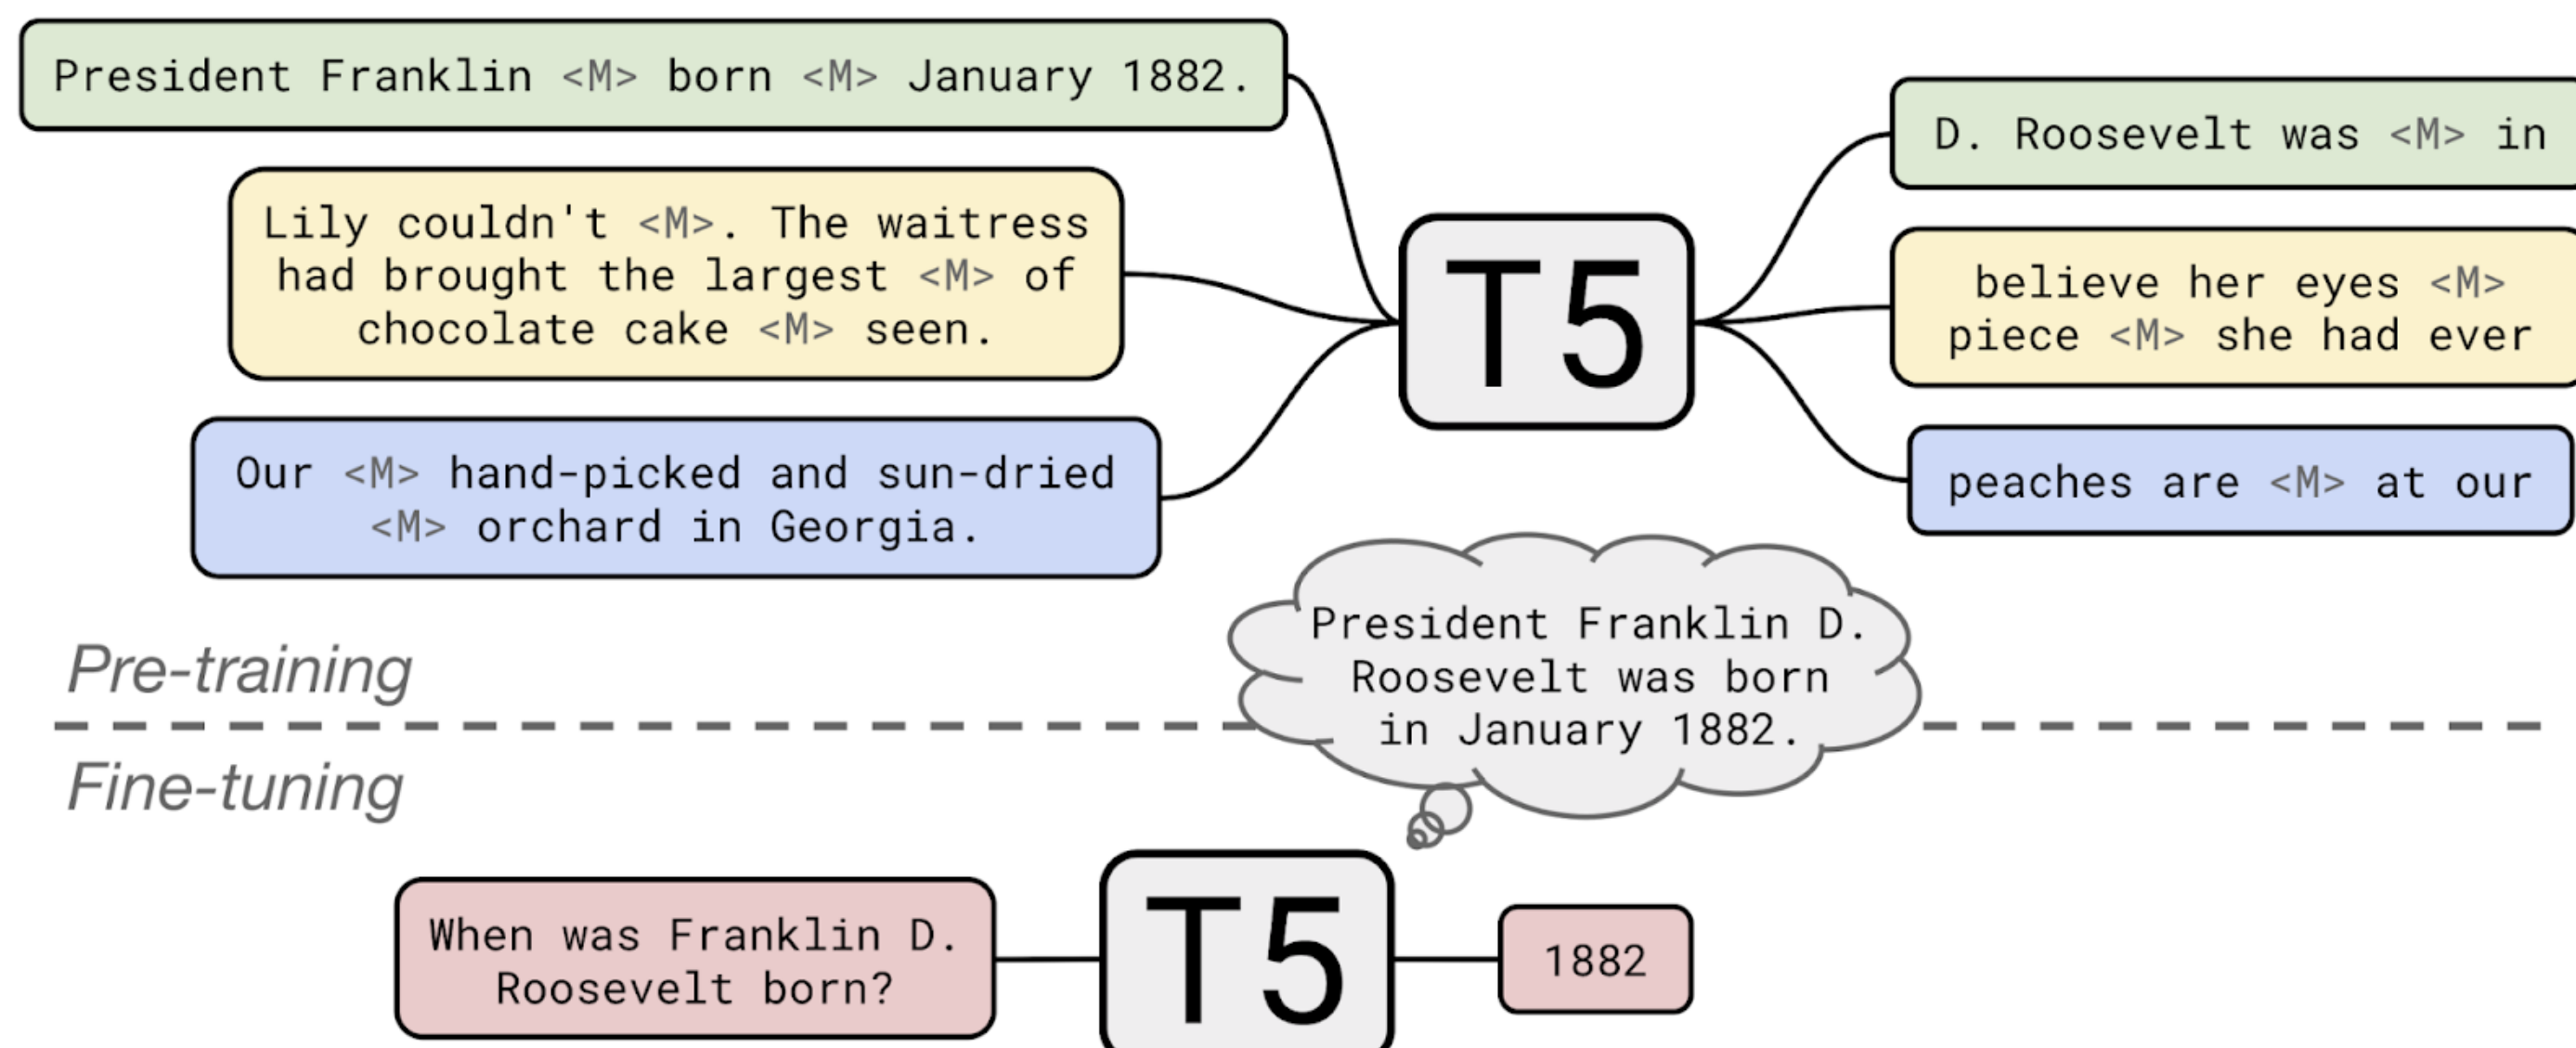 President Franklin <M> born <M> January 1882.
Lily couldn't <M>. The waitress
had brought the largest <M> of
chocolate cake <M> seen.
Our <M> hand-picked and sun-dried
<M> orchard in Georgia.
T5
D. Roosevelt was <M> in
believe her eyes <M>
piece <M> she had ever
peaches are <M> at our
Pre-training
President Franklin D.
Roosevelt was born
in January 1882.
Fine-tuning
When was Franklin D.
Roosevelt born?
T5
1882